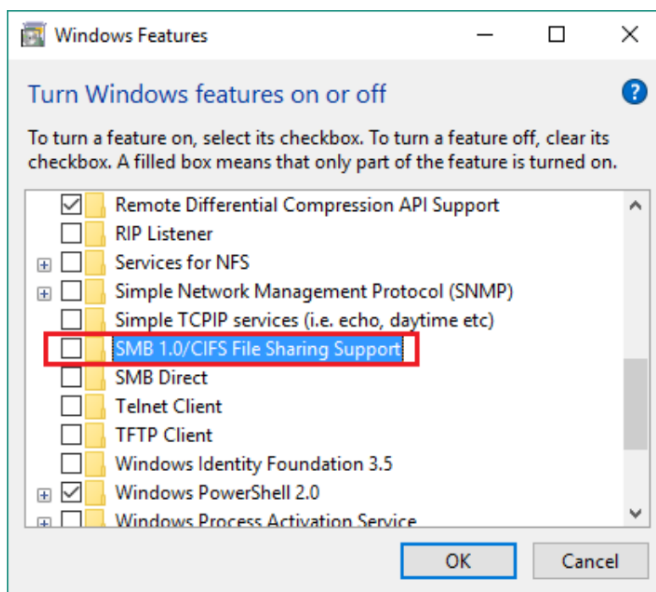 Windows Features
Turn Windows features on or off
To turn a feature on, select its checkbox. To turn a feature off, clear its
checkbox. A filled box means that only part of the feature is turned on.
Remote Differential Compression API Support
RIP Listener
Services for NFS
Simple Network Management Protocol (SNMP)
Simple TCPIP services (i.e. echo, daytime etc)
SMB 1.0/CIFS File Sharing Support
SMB Direct
Telnet Client
TFTP Client
Windows Identity Foundation 3.5
Windows PowerShell 2.0
Windows Process Activation Service
OK
Cancel